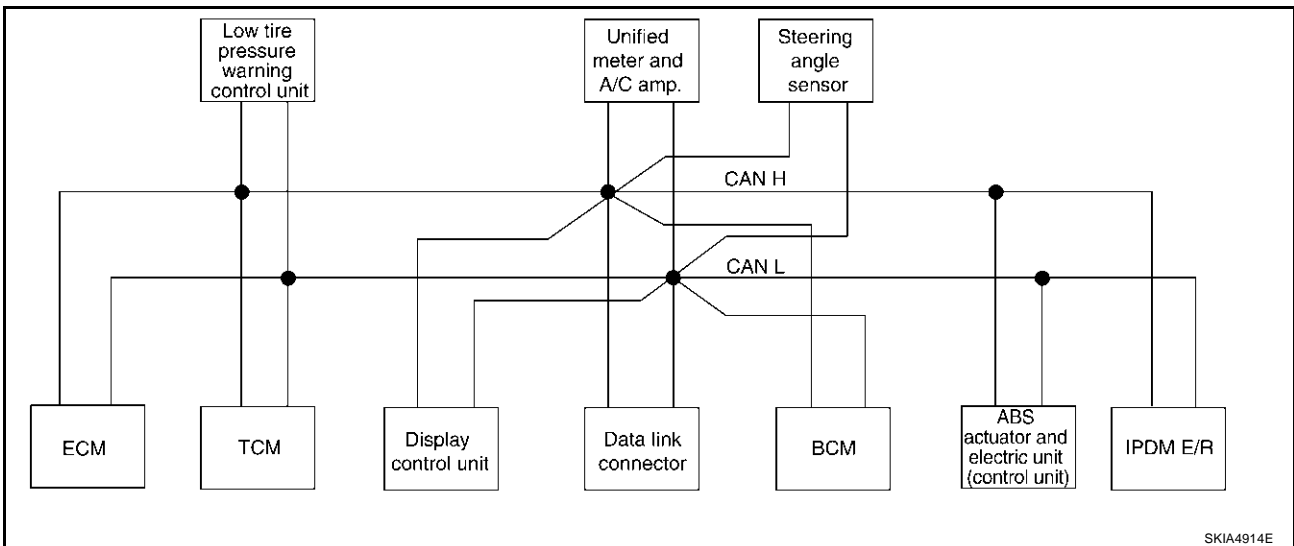 Low tire
pressure
warning
control unit
Unified
meter and
A/C amp.
Steering
angle
sensor
CAN H
CAN L
ECM
TCM
Display
control unit
Data link
connector
BCM
ABS
actuator and
electric unit
(control unit)
IPDM E/R
SKIA4914E